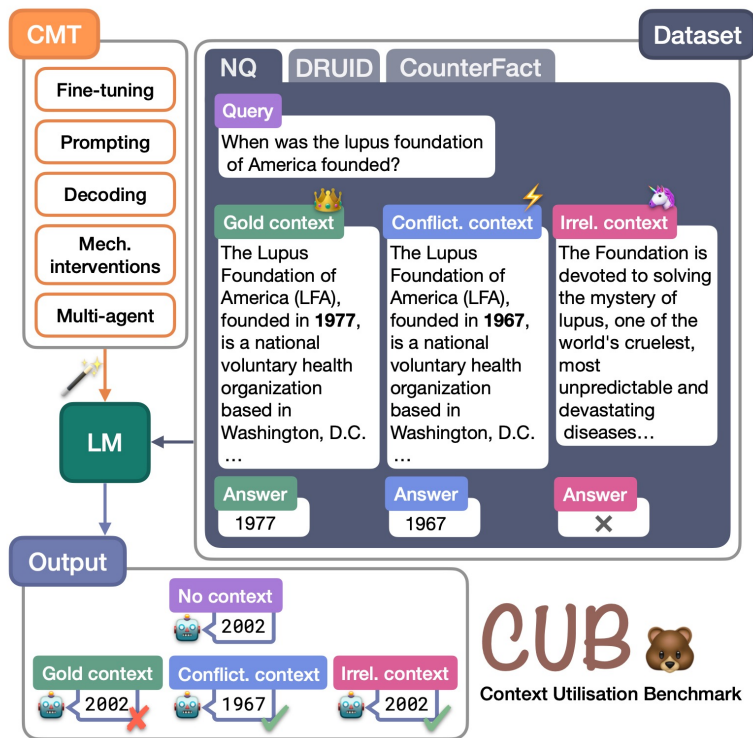 CMT
Fine-tuning
Prompting
Decoding
Mech.
interventions
Multi-agent
LM
Dataset
NQ
DRUID
CounterFact
Query
When was the lupus foundation
of America founded?
Gold context
The Lupus
Foundation of
America (LFA),
founded in 1977,
is a national
voluntary health
organization
based in
Washington, D.C.
...
Answer
1977
Conflict. context
The Lupus
Foundation of
America (LFA),
founded in 1967,
is a national
voluntary health
organization
based in
Washington, D.C.
...
Answer
1967
Irrel. context
The Foundation is
devoted to solving
the mystery of
lupus, one of the
world's cruelest,
most
unpredictable and
devastating
diseases...
Answer
Output
No context
2002
Gold context
2002
Conflict. context
1967
Irrel. context
2002
CUB
Context Utilisation Benchmark